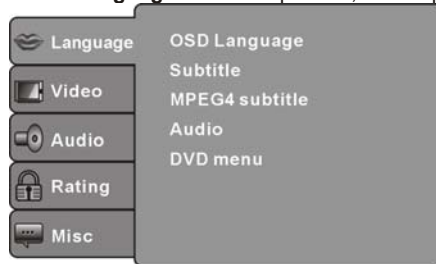 Language
Video
Audio
Rating
Misc
OSD Language
Subtitle
MPEG4 subtitle
Audio
DVD menu